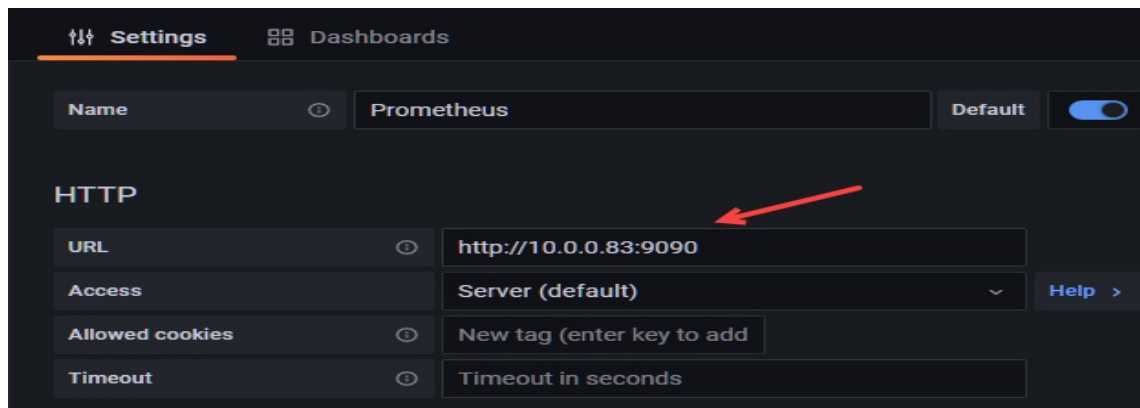 Settings Dashboards
Name Prometheus Default
HTTP
URL http://10.0.0.83:9090
Access Server (default) Help >
Allowed cookies New tag (enter key to add
Timeout Timeout in seconds